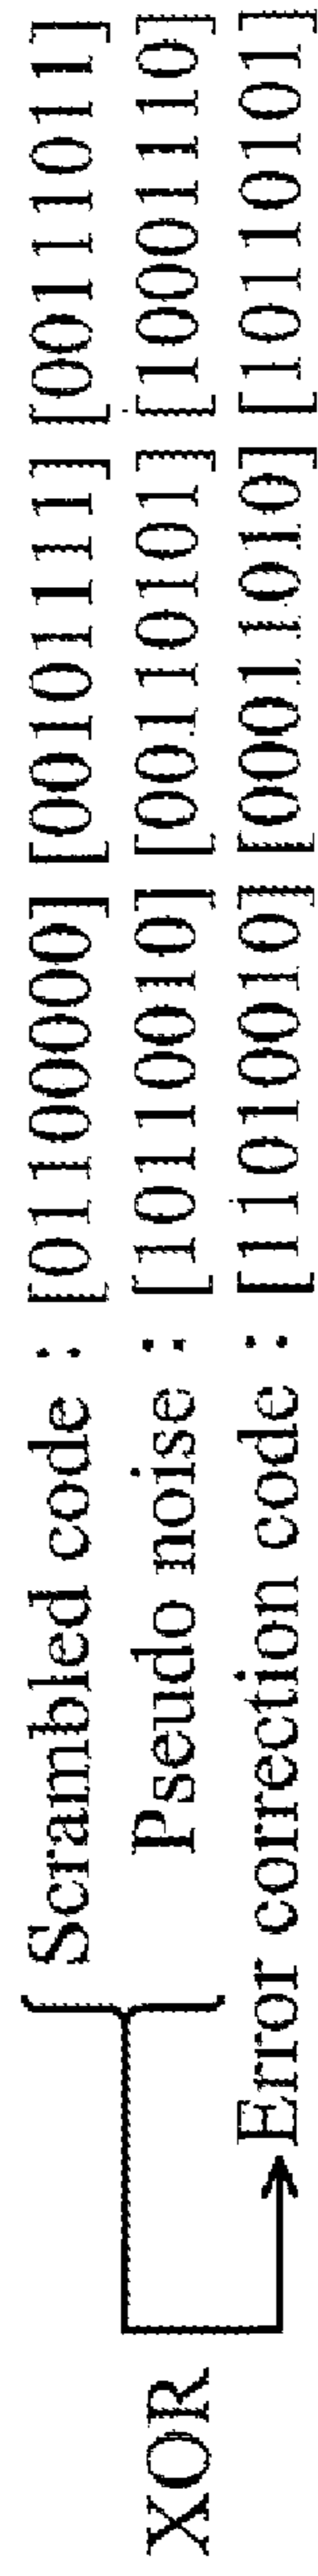 Scrambled code : [01100000] [00101111] [00111011]
XOR Pseudo noise : [10110010] [00110101] [10001110]
Error correction code : [11010010] [00011010] [10110101]